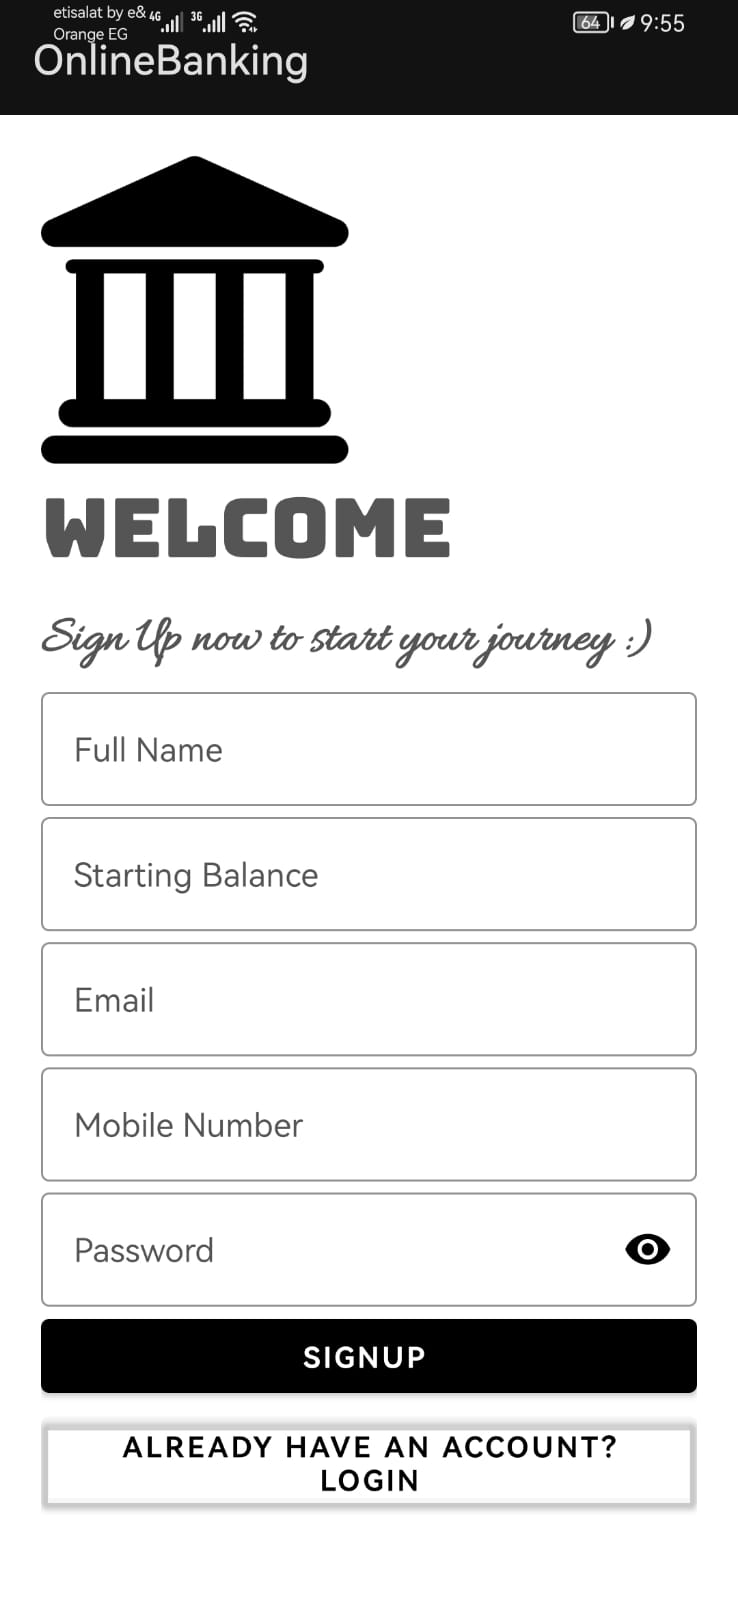 etisalat by e& 4G 3G 64 9:55
Orange EG
OnlineBanking
WELCOME
Sign Up now to start your journey :)
Full Name
Starting Balance
Email
Mobile Number
Password
SIGNUP
ALREADY HAVE AN ACCOUNT?
LOGIN